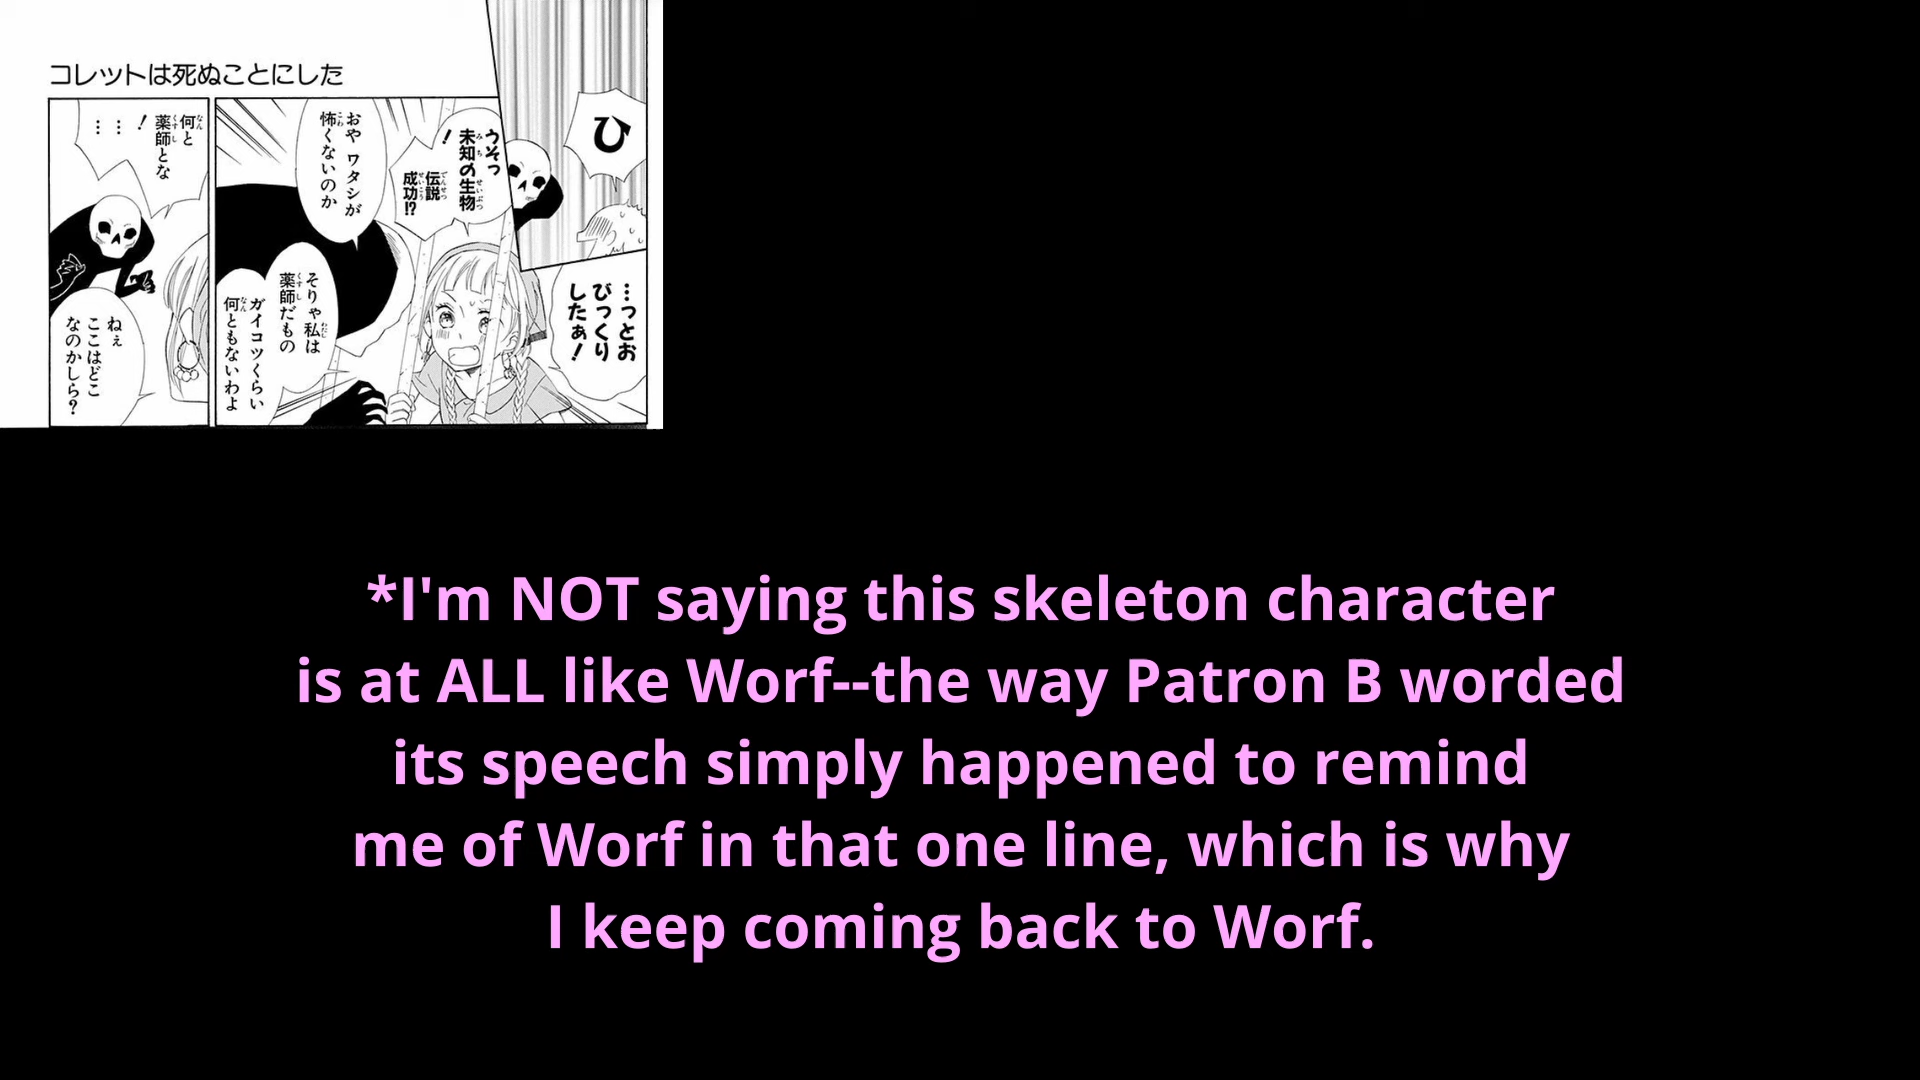 コレットは死ぬことにした
ひ
…っとお
びっくり
したぁ！
うそっ
未知の生物
！
伝説
成功!?
おや ワタシが
怖くないのか
そりゃ私は
薬師だもの
ガイコツくらい
何ともないわよ
何と
薬師とな
！
……
ねぇ
ここはどこ
なのかしら？
*I'm NOT saying this skeleton character
is at ALL like Worf--the way Patron B worded
its speech simply happened to remind
me of Worf in that one line, which is why
I keep coming back to Worf.